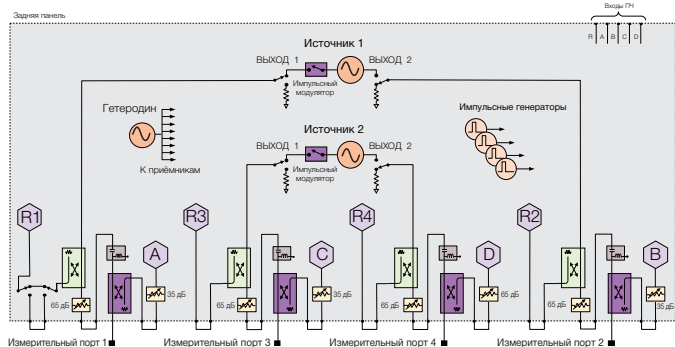 Входы ПЧ
Задняя панель
R A B C D
Источник 1
ВЫХОД 1
ВЫХОД 2
Импульсный
модулятор
Гетеродин
К приёмникам
Импульсные генераторы
Источник 2
ВЫХОД 1
ВЫХОД 2
Импульсный
модулятор
R1
R3
R4
R2
A
C
D
B
65 дБ
35 дБ
65 дБ
35 дБ
65 дБ
35 дБ
65 дБ
35 дБ
Измерительный порт 1
Измерительный порт 3
Измерительный порт 4
Измерительный порт 2